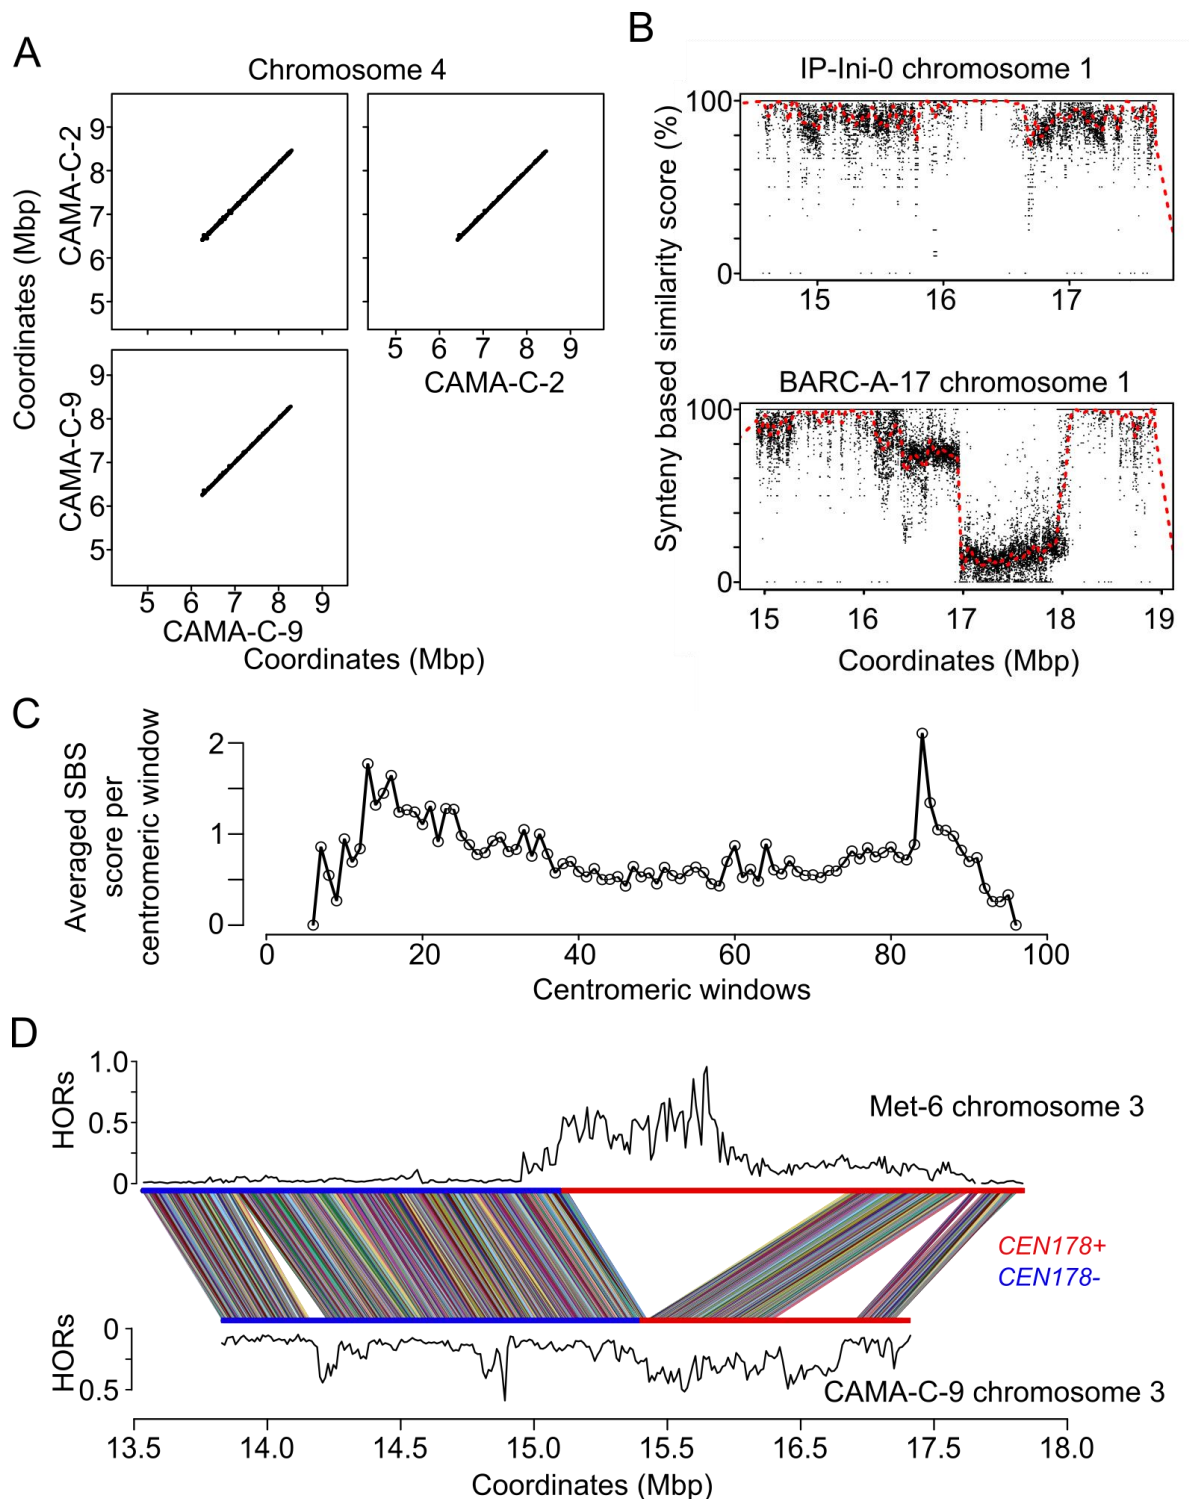 A
Chromosome 4
Coordinates (Mbp)
CAMA-C-2
9
8
7
6
5
5 6 7 8 9
CAMA-C-2
CAMA-C-9
9
8
7
6
5
5 6 7 8 9
CAMA-C-9
Coordinates (Mbp)
B
IP-Ini-0 chromosome 1
Synteny based similarity score (%)
100
0
15 16 17
BARC-A-17 chromosome 1
100
0
15 16 17 18 19
Coordinates (Mbp)
C
Averaged SBS
score per
centromeric window
2
1
0
0 20 40 60 80 100
Centromeric windows
D
HORs
1.0
0.5
0
Met-6 chromosome 3
CEN178+
CEN178-
HORs
0
0.5
CAMA-C-9 chromosome 3
13.5 14.0 14.5 15.0 15.5 16.5 17.5 18.0
Coordinates (Mbp)